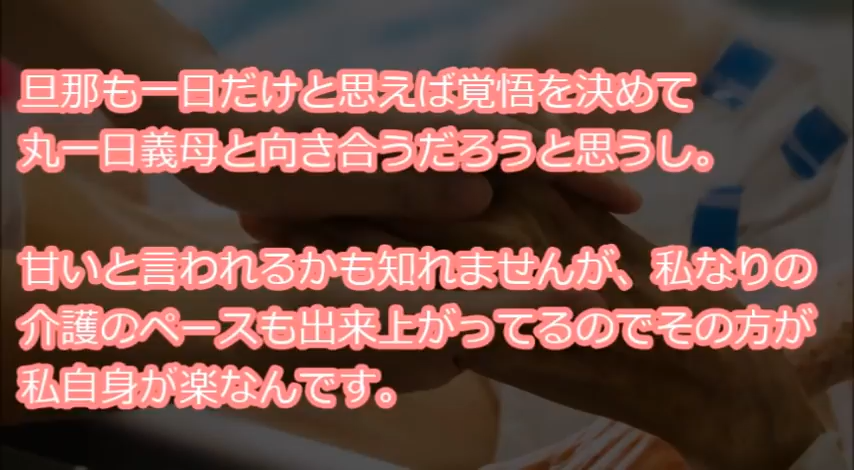 旦那も一日だけと思えば覚悟を決めて
丸一日義母と向き合うだろうと思うし。
甘いと言われるかも知れませんが、私なりの
介護のペースも出来上がってるのでその方が
私自身が楽なんです。